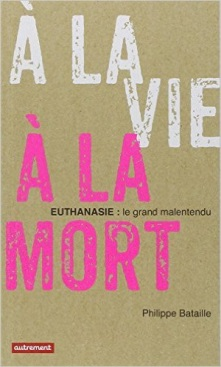 À LA
VIE
À LA
EUTHANASIE : le grand malentendu
MORT
Philippe Bataille
autrement